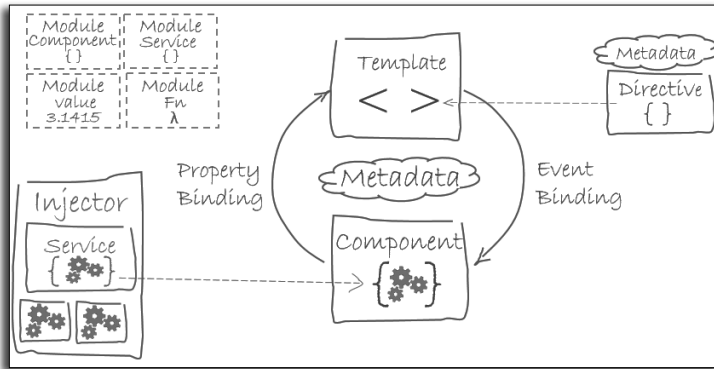 Module
Component
{ }
Module
Service
{ }
Module
value
3.1415
Module
Fn
λ
Template
< >
Metadata
Directive
{ }
Property
Binding
Metadata
Event
Binding
Injector
Service
{ }
Component
{ }